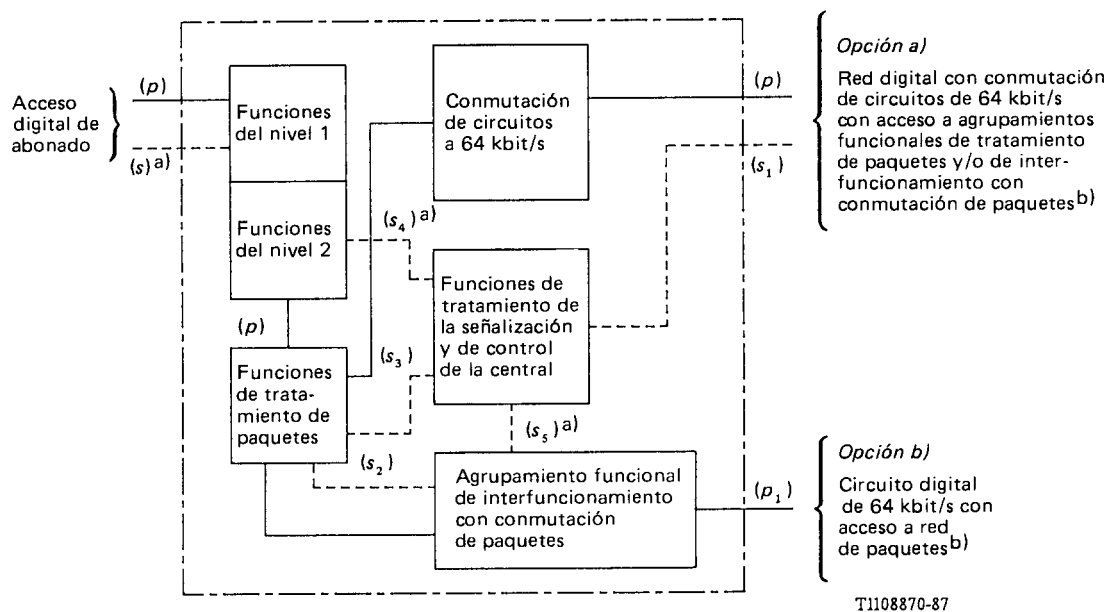 Acceso
digital de
abonado
(p)
(s) a)
Funciones
del nivel 1
Funciones
del nivel 2
(p)
Funciones
de trata-
miento de
paquetes
Conmutación
de circuitos
a 64 kbit/s
(s4) a)
(s3)
(s2)
Funciones de
tratamiento de
la señalización
y de control
de la central
(s5) a)
Agrupamiento funcional
de interfuncionamiento
con conmutación
de paquetes
(p)
(s1)
(p1)
Opción a)
Red digital con conmutación
de circuitos de 64 kbit/s
con acceso a agrupamientos
funcionales de tratamiento
de paquetes y/o de inter-
funcionamiento con
conmutación de paquetes b)
Opción b)
Circuito digital
de 64 kbit/s con
acceso a red
de paquetes b)
T1108870-87